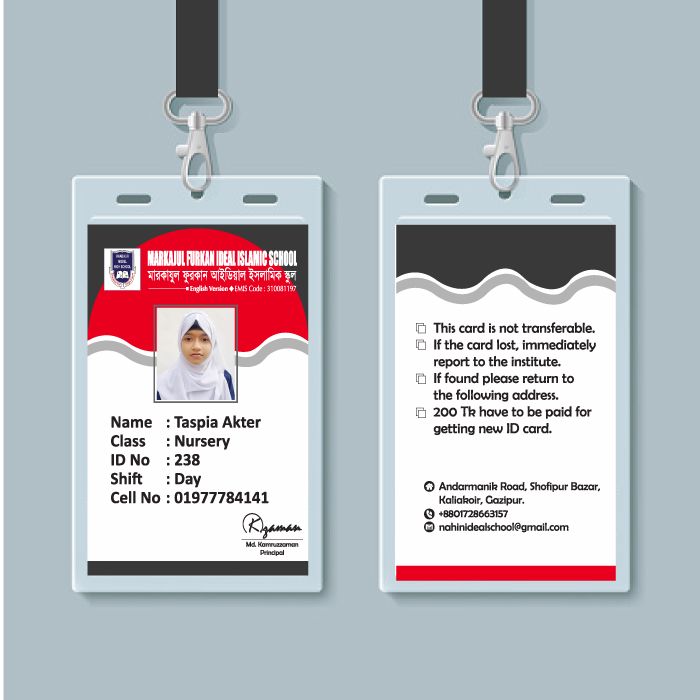 MARKAJUL FURKAN IDEAL ISLAMIC SCHOOL
মারকাযুল ফুরকান আইডিয়াল ইসলামিক স্কুল
English Version ◆ EMIS Code : 310081197
Name : Taspia Akter
Class : Nursery
ID No : 238
Shift : Day
Cell No : 01977784141
Md. Kamruzzaman
Principal
This card is not transferable.
If the card lost, immediately
report to the institute.
If found please return to
the following address.
200 Tk have to be paid for
getting new ID card.
Andarmanik Road, Shofipur Bazar,
Kaliakoir, Gazipur.
+8801728663157
nahinidealschool@gmail.com